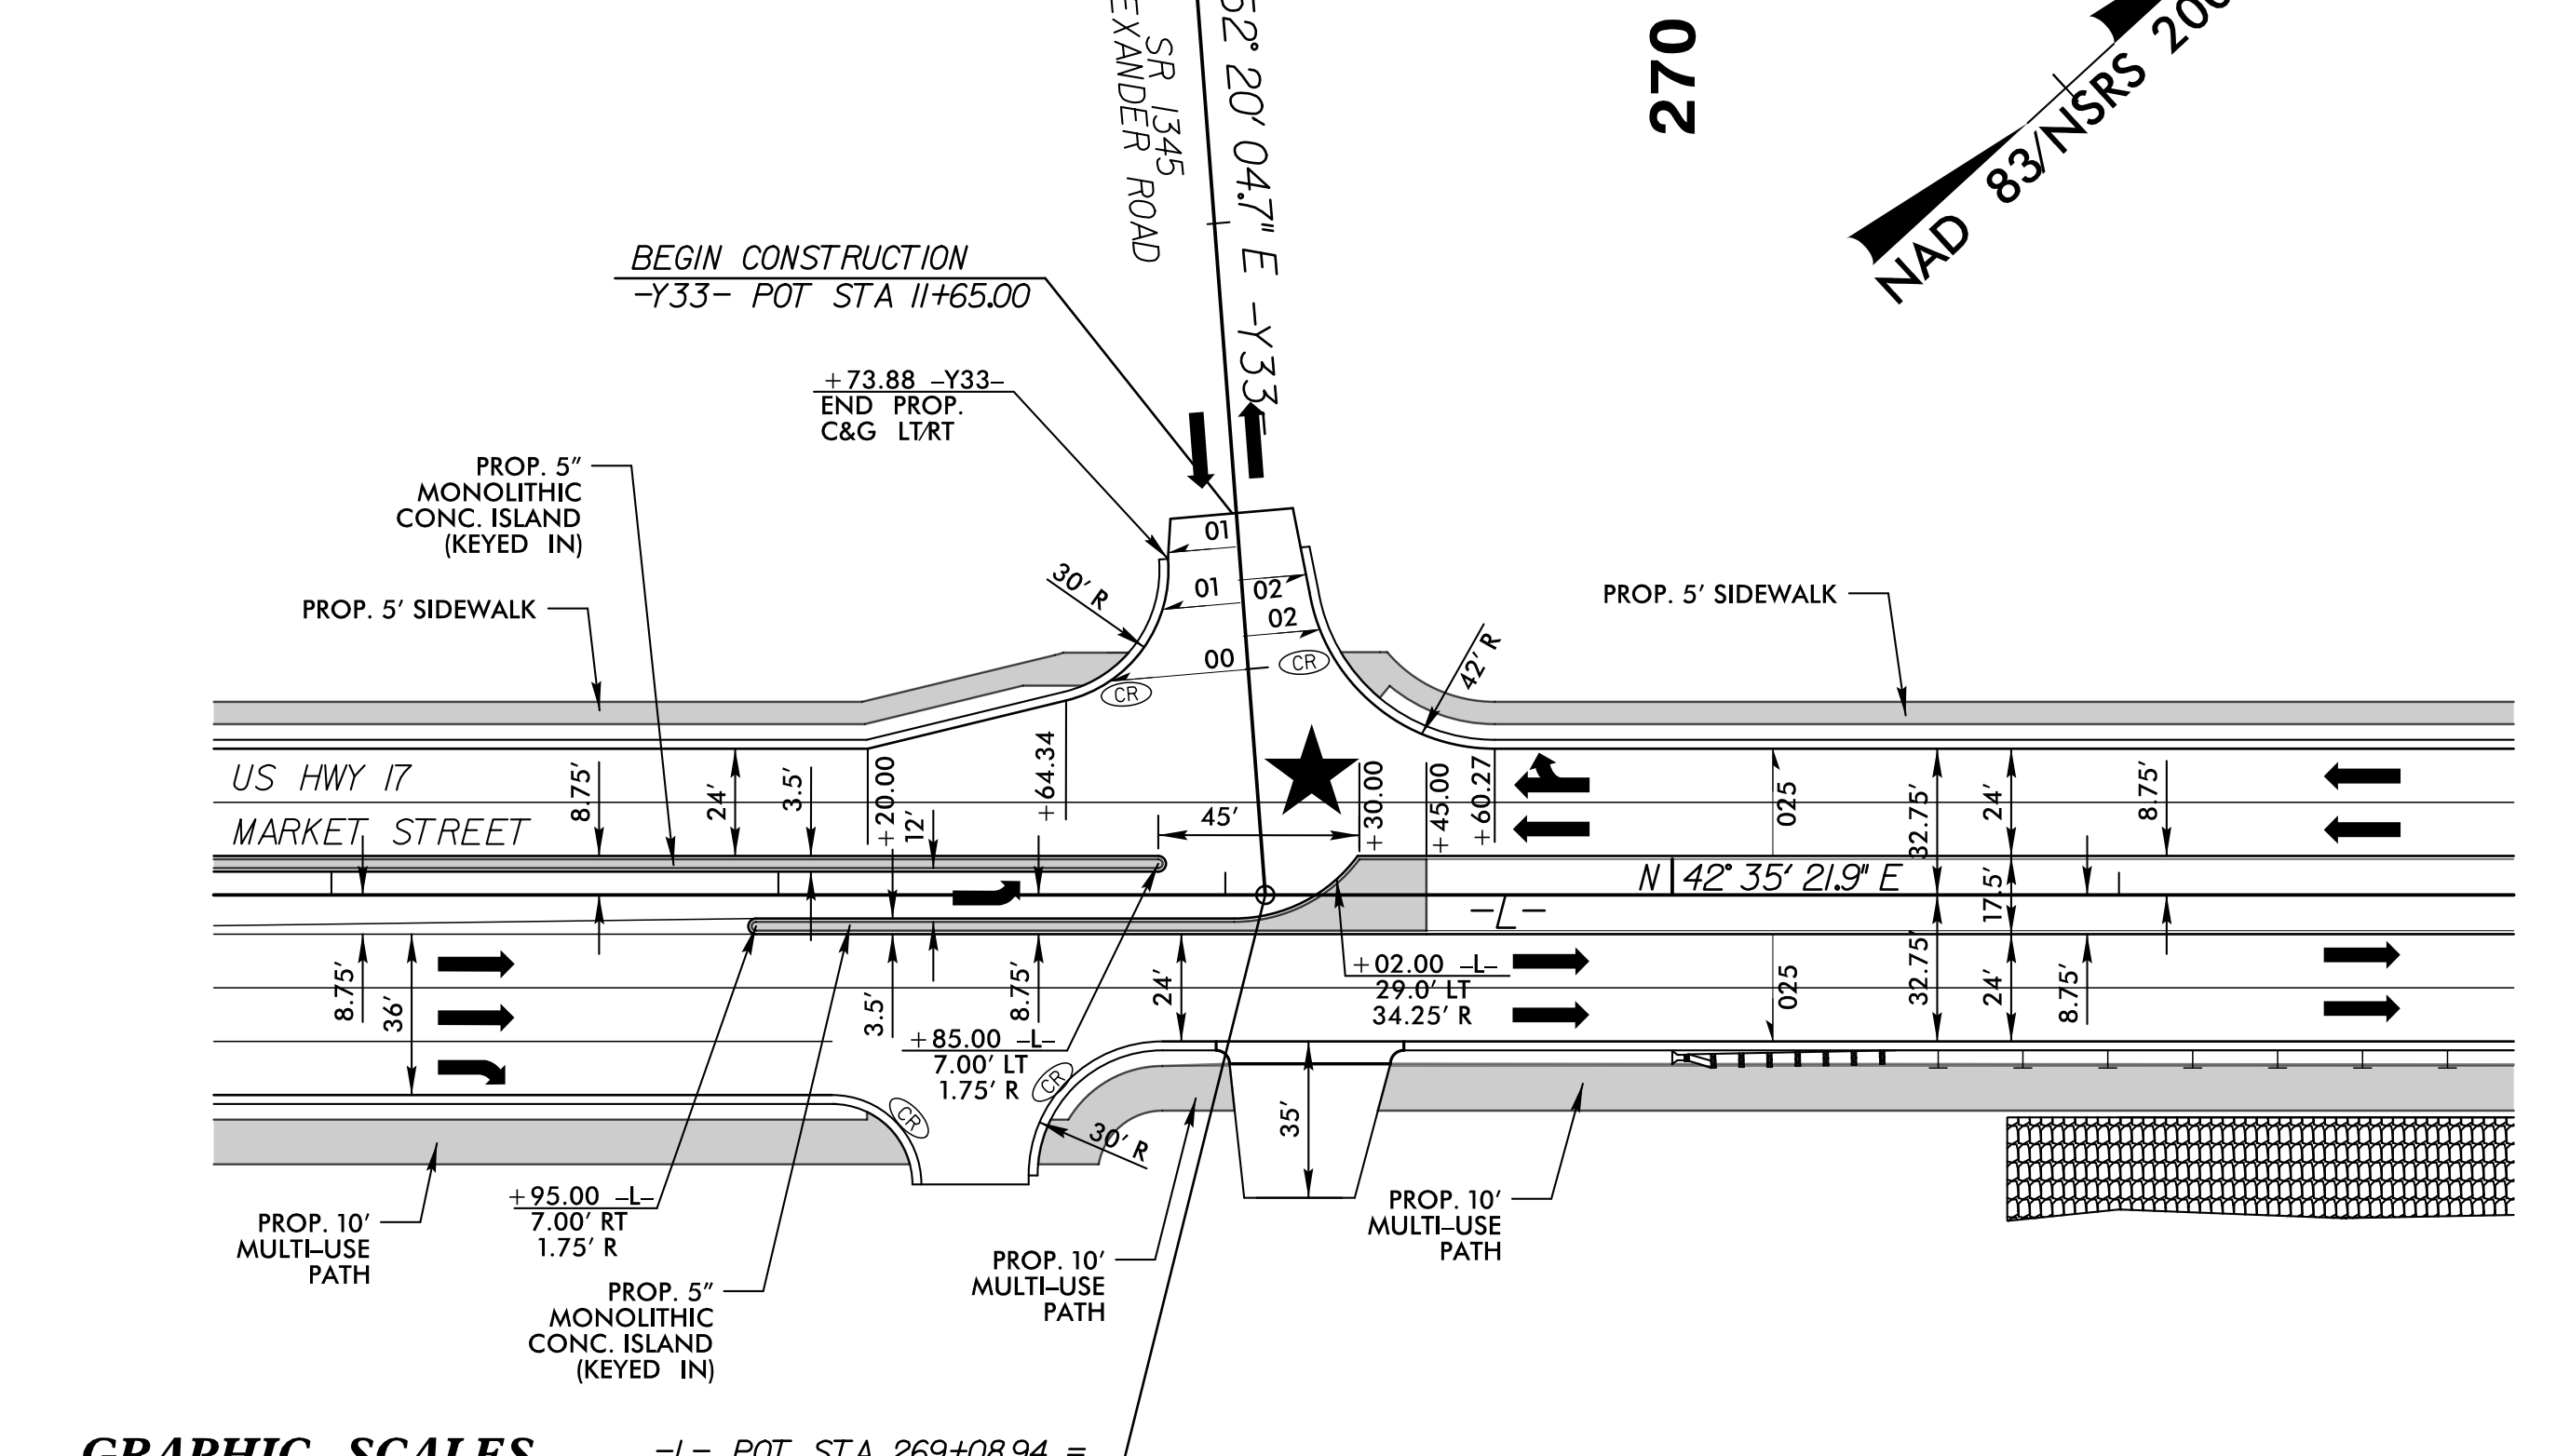 SR 1345
EXANDER ROAD
52° 20' 04.7" E -Y33-
270
NAD 83/NSRS 200
BEGIN CONSTRUCTION
-Y33- POT STA 11+65.00
+73.88 -Y33-
END PROP.
C&G LT/RT
PROP. 5"
MONOLITHIC
CONC. ISLAND
(KEYED IN)
PROP. 5' SIDEWALK
30' R
01
01
02
02
00
CR
CR
42' R
PROP. 5' SIDEWALK
US HWY 17
MARKET STREET
8.75'
24'
3.5'
+20.00
12'
+64.34
45'
+30.00
+45.00
+60.27
025
32.75'
24'
8.75'
N 42° 35' 21.9" E
17.5'
-L-
8.75'
36'
3.5'
8.75'
24'
+02.00 -L-
29.0' LT
34.25' R
025
32.75'
24'
8.75'
+85.00 -L-
7.00' LT
1.75' R
CR
CR
30' R
35'
+95.00 -L-
7.00' RT
1.75' R
PROP. 10'
MULTI-USE
PATH
PROP. 5"
MONOLITHIC
CONC. ISLAND
(KEYED IN)
PROP. 10'
MULTI-USE
PATH
PROP. 10'
MULTI-USE
PATH
GRAPHIC SCALES
-L- POT STA 269+08.94 =